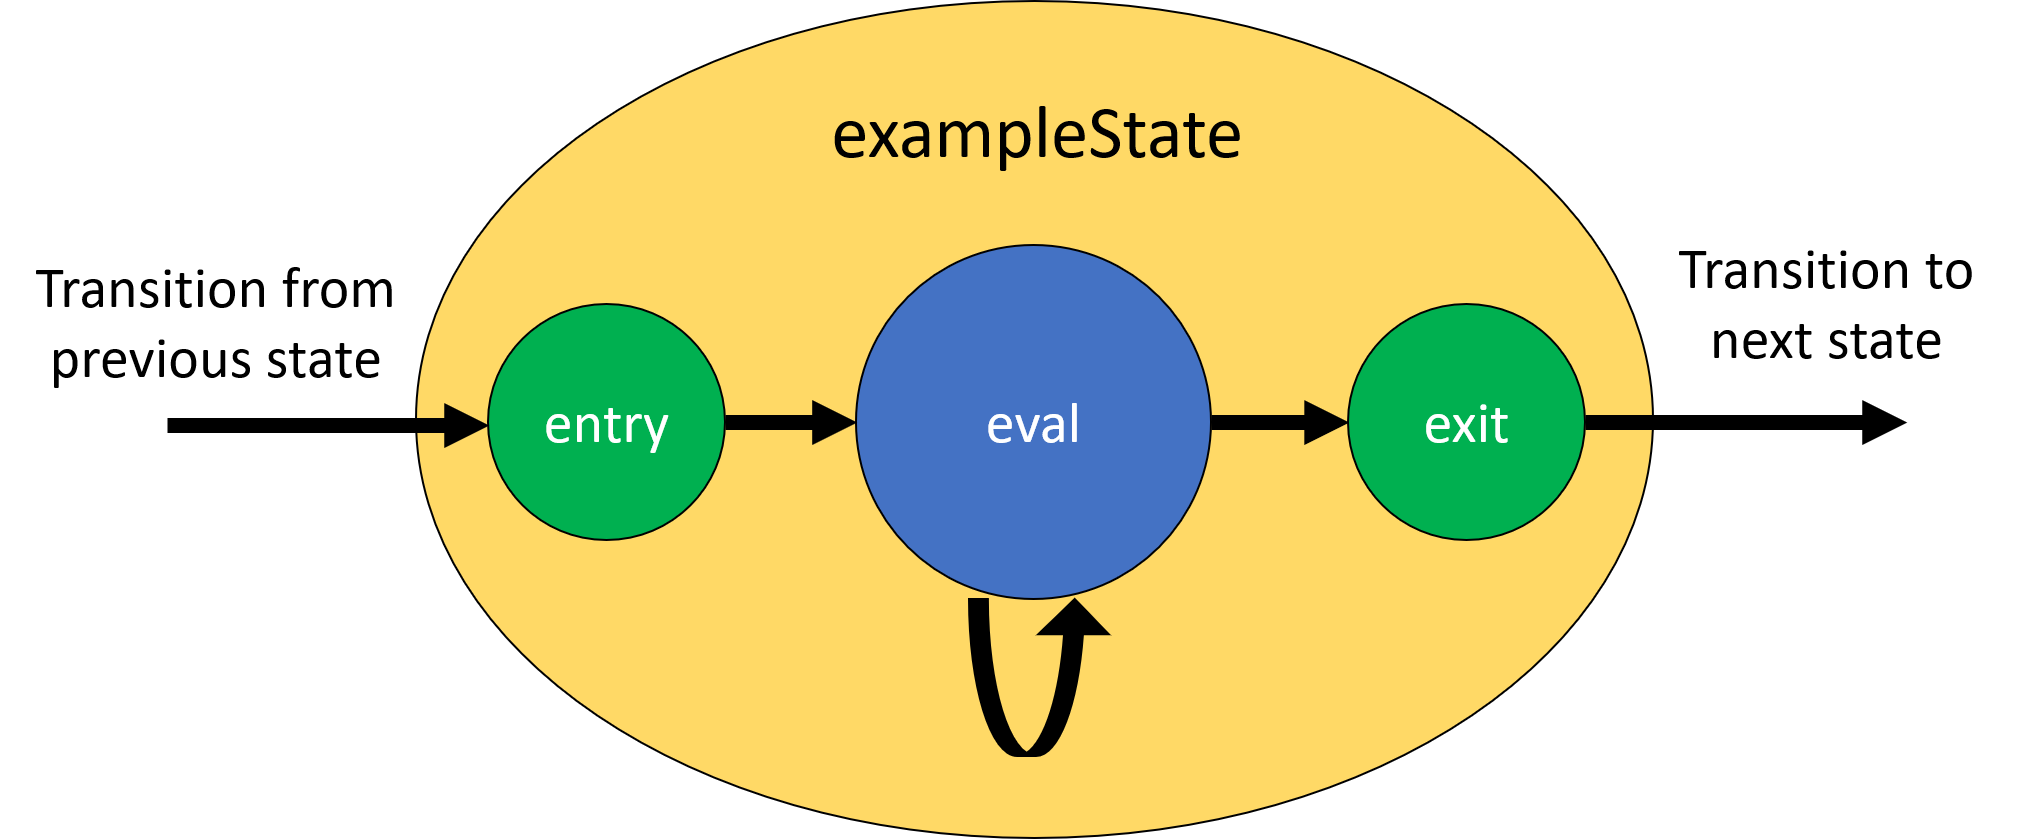 exampleState
Transition from
previous state
entry
eval
exit
Transition to
next state